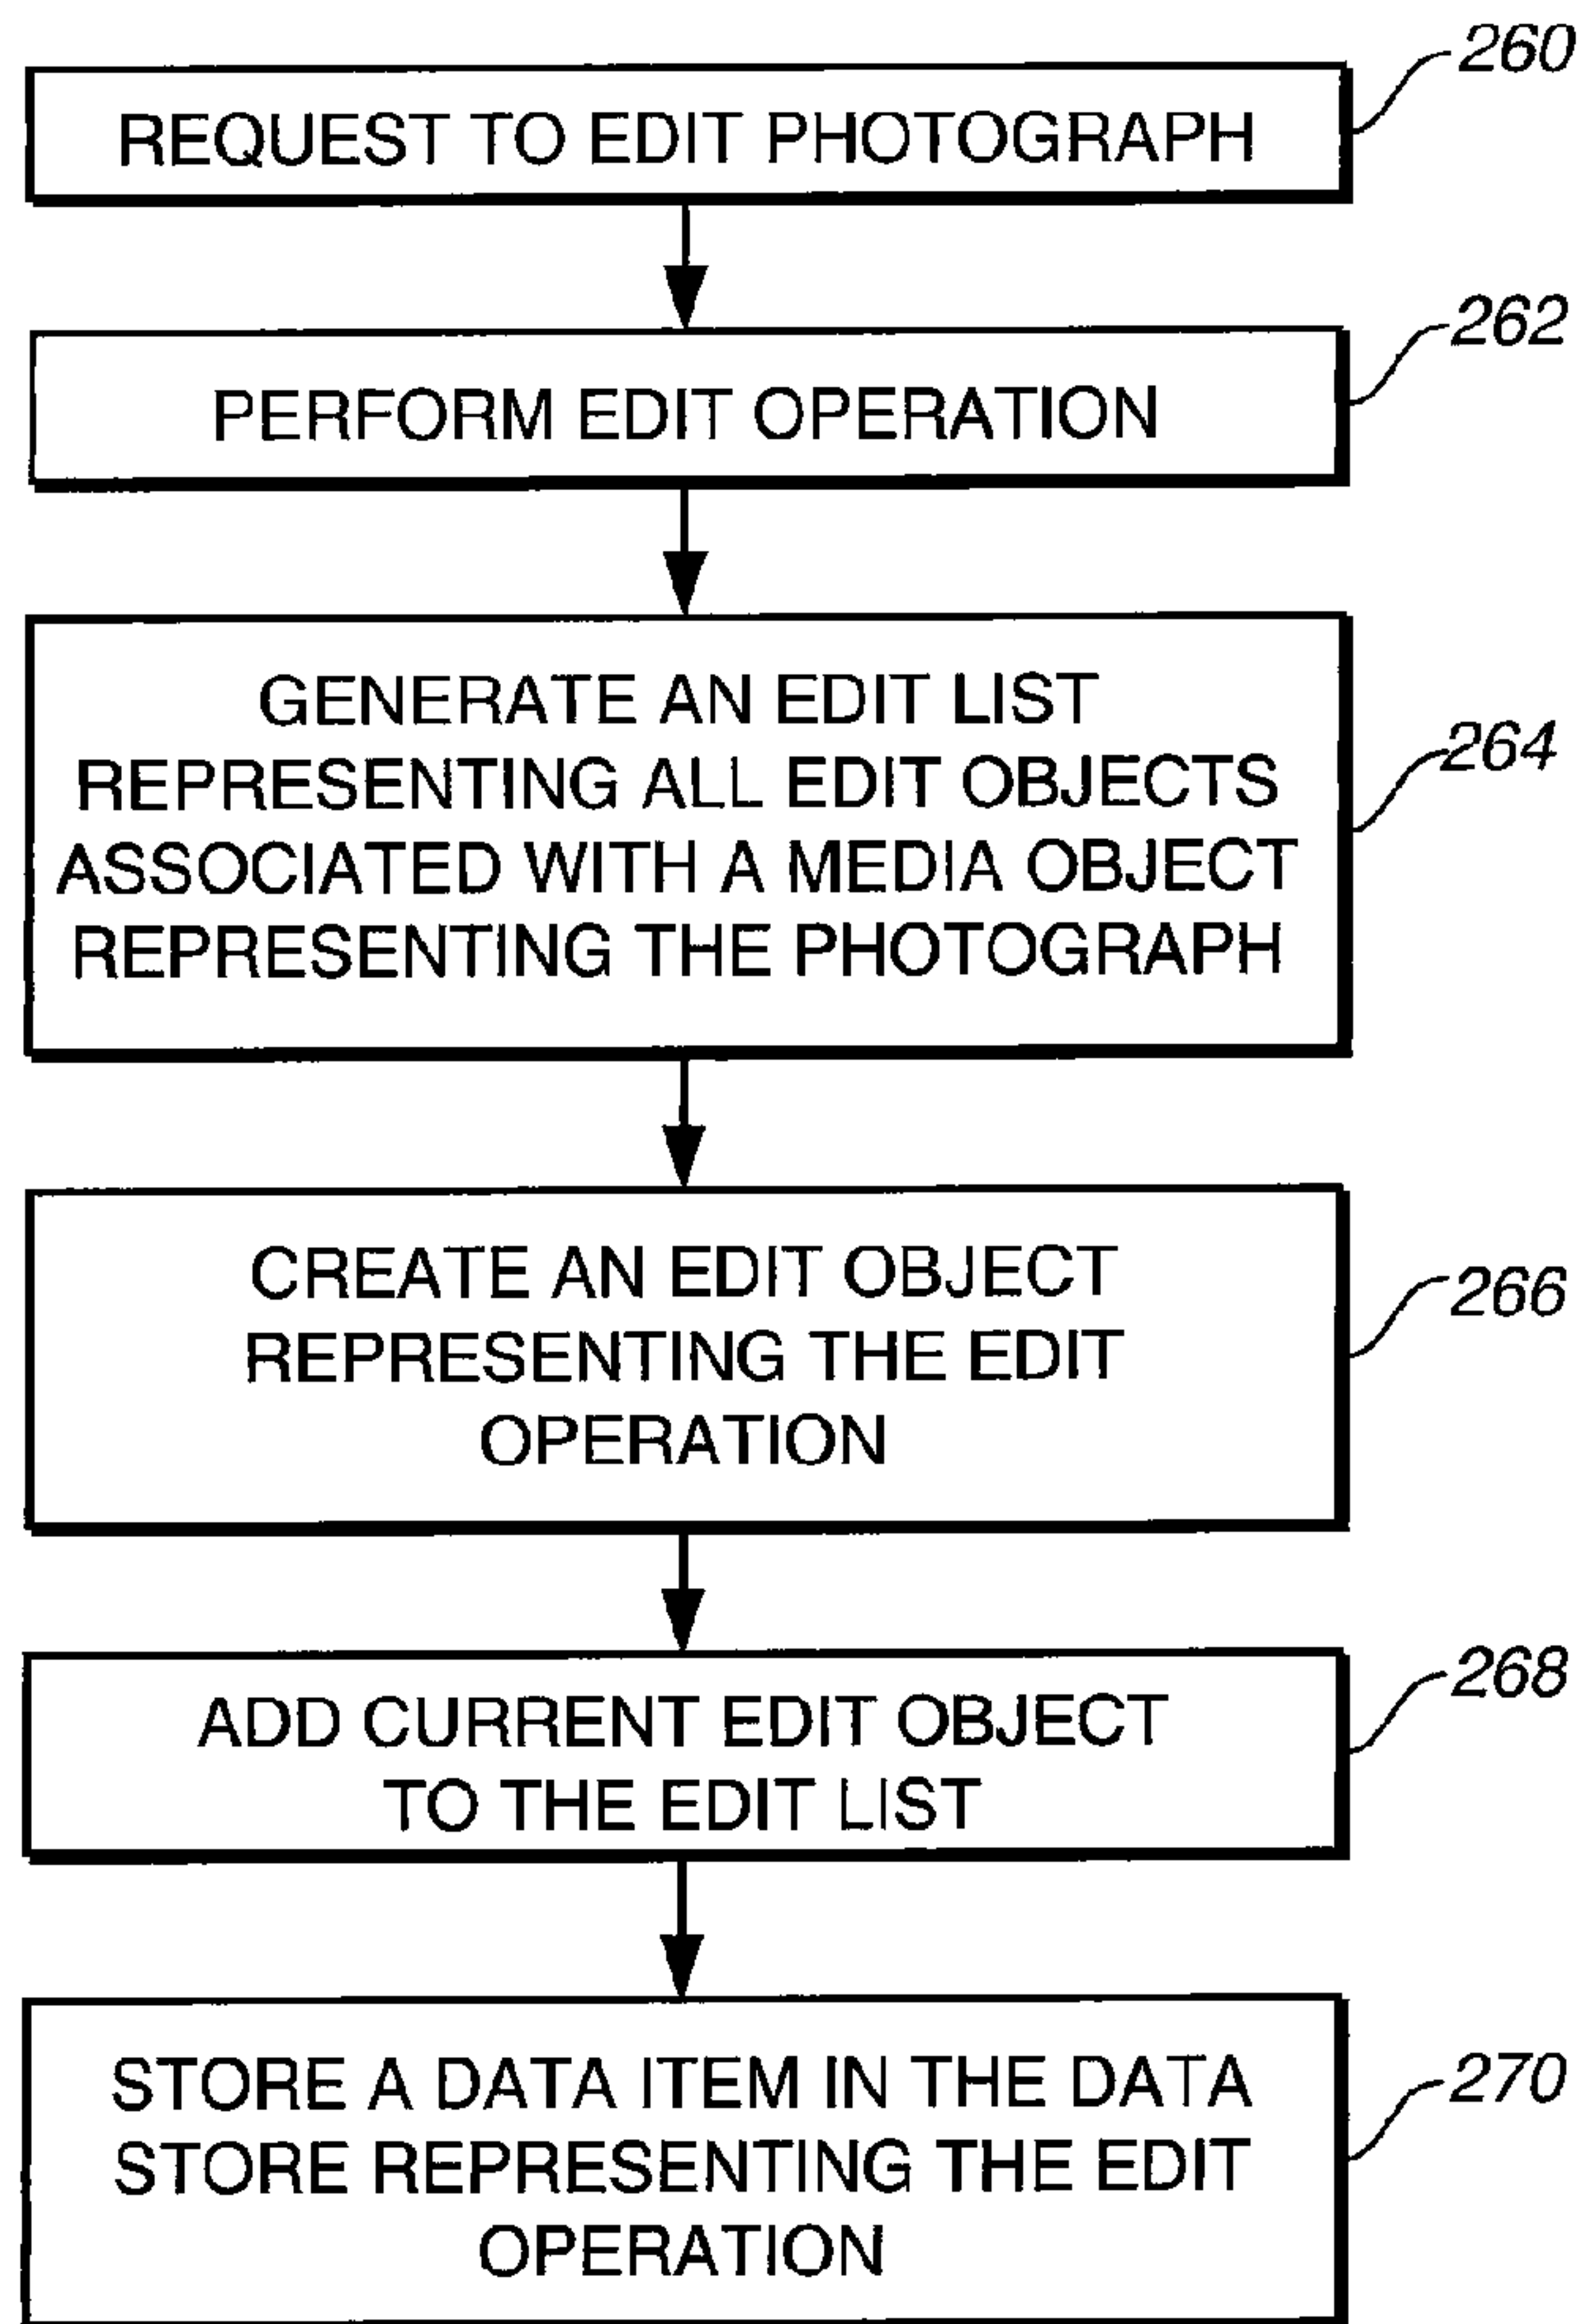 260
REQUEST TO EDIT PHOTOGRAPH
262
PERFORM EDIT OPERATION
GENERATE AN EDIT LIST
REPRESENTING ALL EDIT OBJECTS
264
ASSOCIATED WITH A MEDIA OBJECT
REPRESENTING THE PHOTOGRAPH
CREATE AN EDIT OBJECT
266
REPRESENTING THE EDIT
OPERATION
268
ADD CURRENT EDIT OBJECT
TO THE EDIT LIST
STORE A DATA ITEM IN THE DATA
270
STORE REPRESENTING THE EDIT
OPERATION